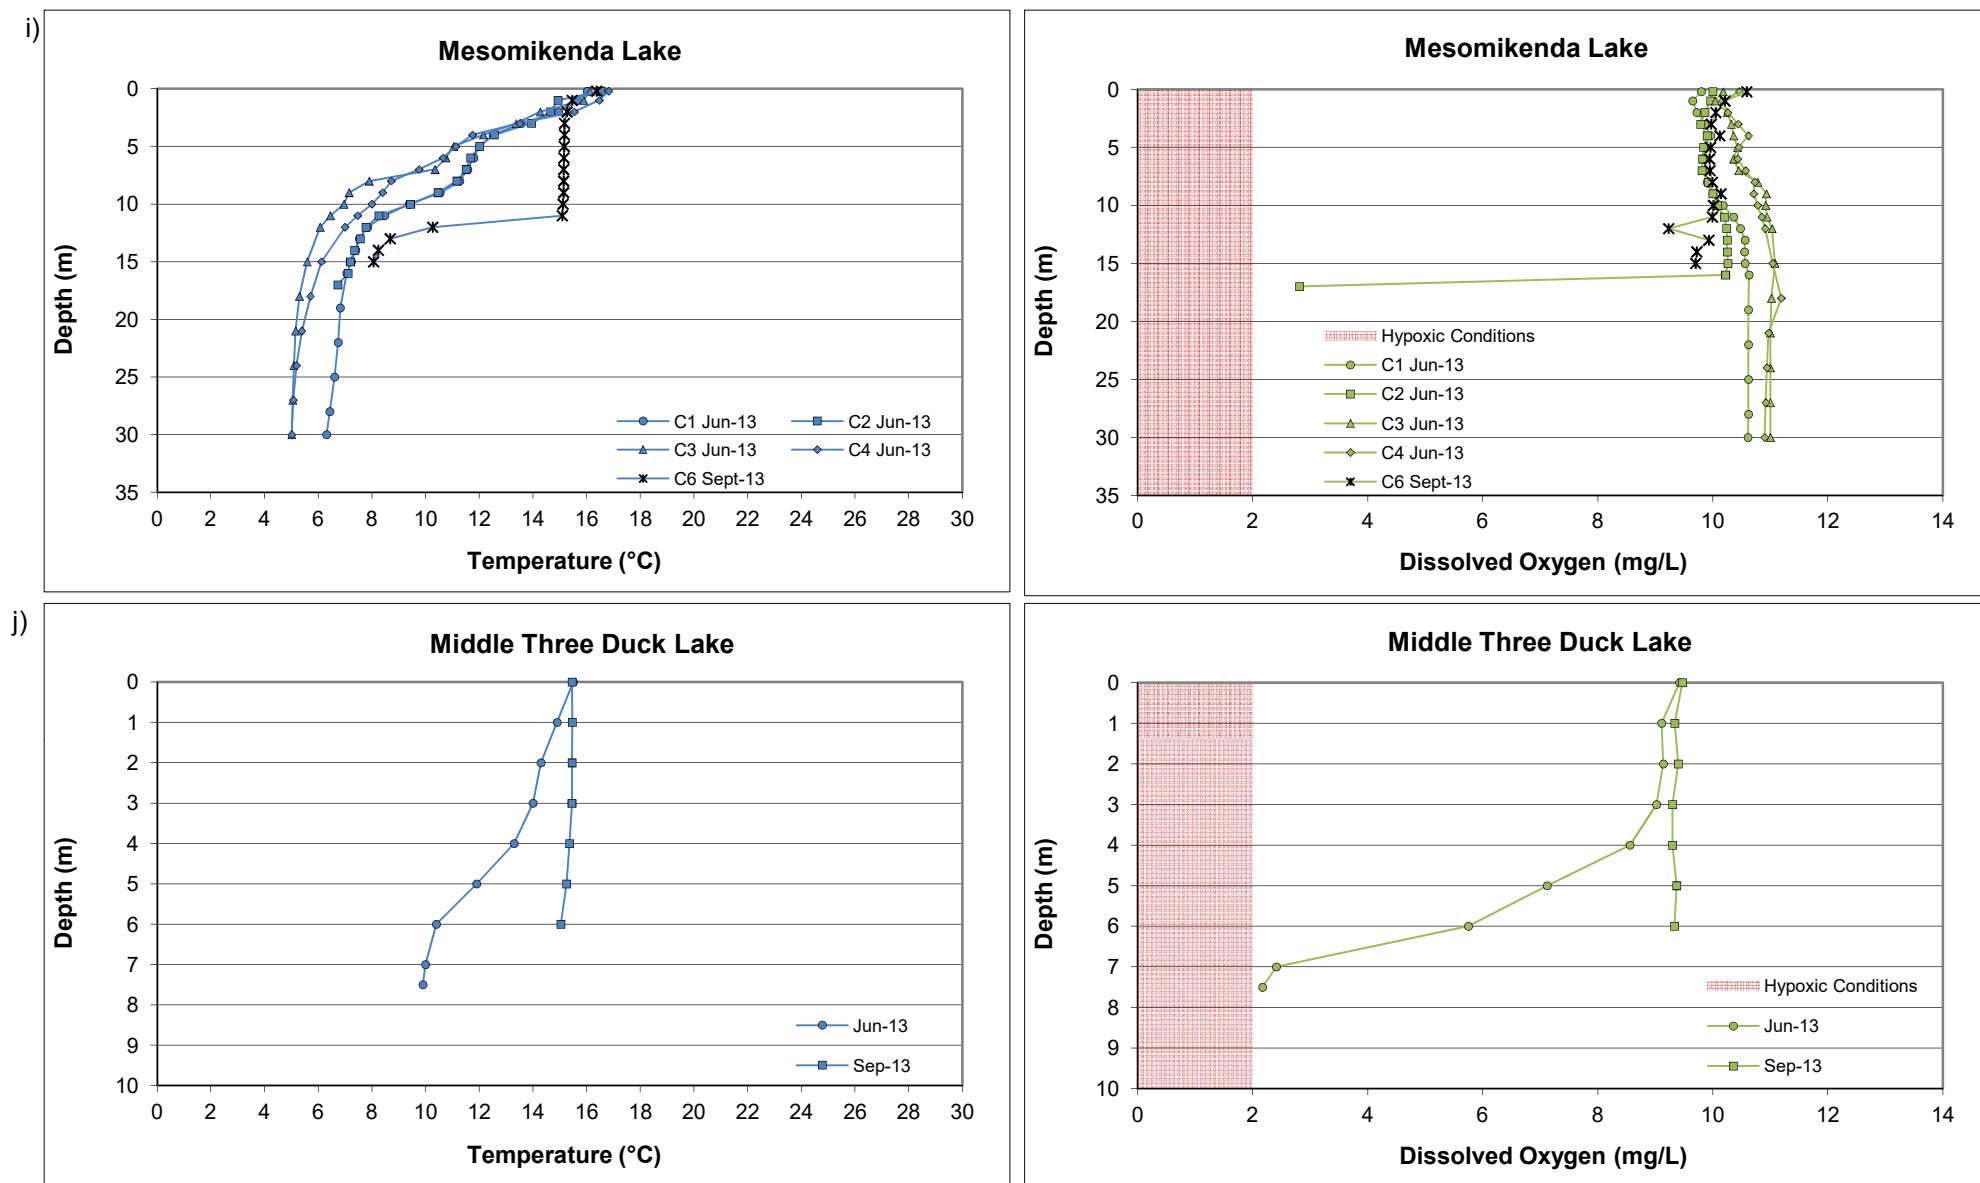 i)
Mesomikenda Lake
0
5
10
15
20
25
30
35
Depth (m)
C1 Jun-13
C2 Jun-13
C3 Jun-13
C4 Jun-13
C6 Sept-13
0 2 4 6 8 10 12 14 16 18 20 22 24 26 28 30
Temperature (°C)
Mesomikenda Lake
0
5
10
15
20
25
30
35
Depth (m)
Hypoxic Conditions
C1 Jun-13
C2 Jun-13
C3 Jun-13
C4 Jun-13
C6 Sept-13
0 2 4 6 8 10 12 14
Dissolved Oxygen (mg/L)
j)
Middle Three Duck Lake
0
1
2
3
4
5
6
7
8
9
10
Depth (m)
Jun-13
Sep-13
0 2 4 6 8 10 12 14 16 18 20 22 24 26 28 30
Temperature (°C)
Middle Three Duck Lake
0
1
2
3
4
5
6
7
8
9
10
Depth (m)
Hypoxic Conditions
Jun-13
Sep-13
0 2 4 6 8 10 12 14
Dissolved Oxygen (mg/L)